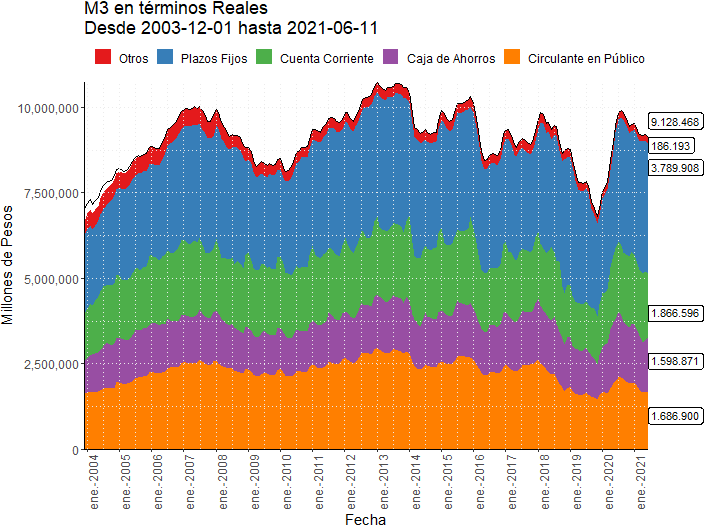 M3 en términos Reales
Desde 2003-12-01 hasta 2021-06-11
Otros Plazos Fijos Cuenta Corriente Caja de Ahorros Circulante en Público
Millones de Pesos
10,000,000
7,500,000
5,000,000
2,500,000
0
9.128.468
186.193
3.789.908
1.866.596
1.598.871
1.686.900
ene.-2004
ene.-2005
ene.-2006
ene.-2007
ene.-2008
ene.-2009
ene.-2010
ene.-2011
ene.-2012
ene.-2013
ene.-2014
ene.-2015
ene.-2016
ene.-2017
ene.-2018
ene.-2019
ene.-2020
ene.-2021
Fecha